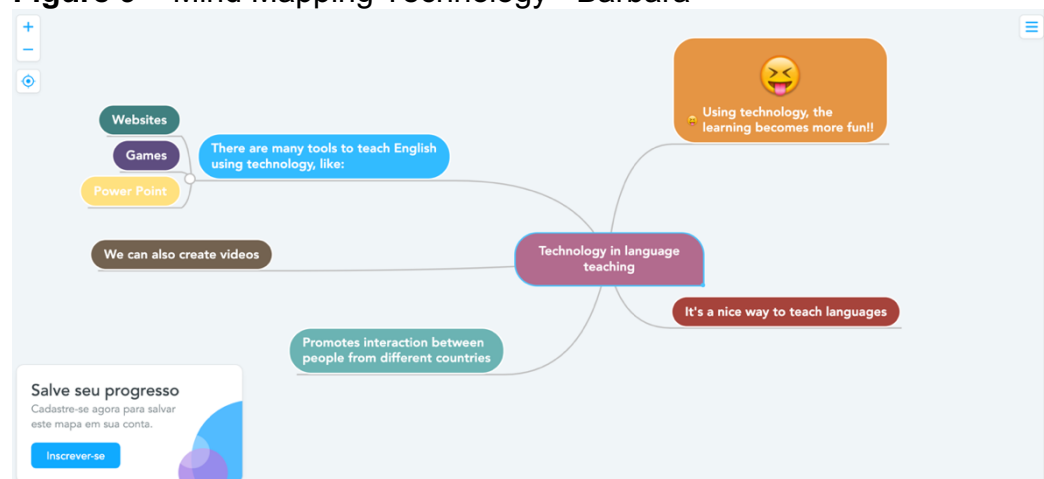 Figure 5 – Mind Mapping Technology - Bárbara
Using technology, the
learning becomes more fun!!
Websites
Games
Power Point
There are many tools to teach English
using technology, like:
Technology in language
teaching
We can also create videos
It's a nice way to teach languages
Promotes interaction between
people from different countries
Salve seu progresso
Cadastre-se agora para salvar
este mapa em sua conta.
Inscrever-se